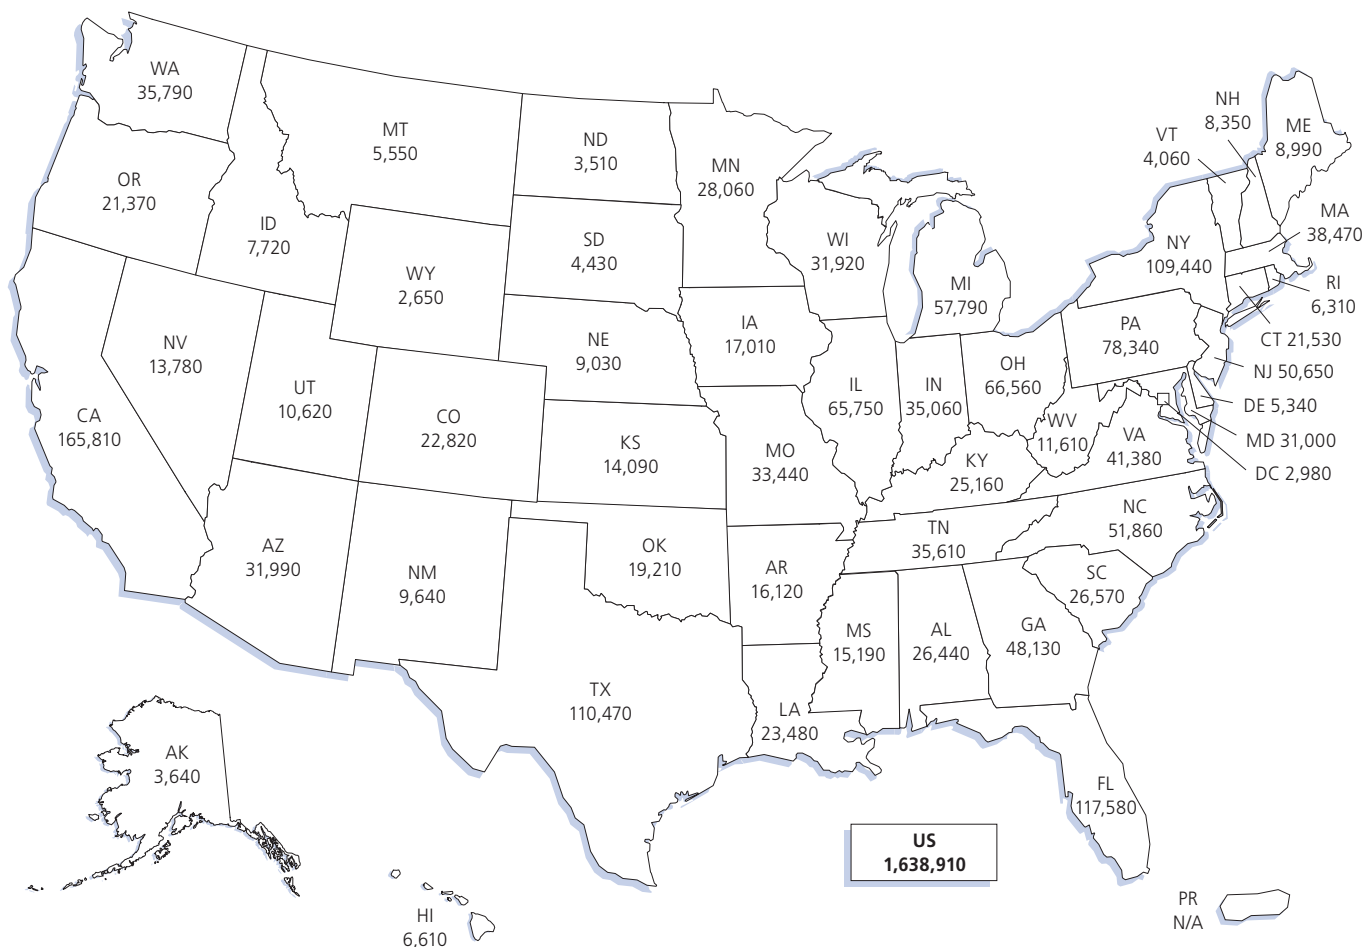 WA
35,790
MT
5,550
ND
3,510
MN
28,060
NH
8,350
VT
4,060
ME
8,990
OR
21,370
ID
7,720
WY
2,650
SD
4,430
WI
31,920
MI
57,790
NY
109,440
MA
38,470
RI
6,310
CT 21,530
NJ 50,650
DE 5,340
MD 31,000
DC 2,980
CA
165,810
NV
13,780
UT
10,620
CO
22,820
NE
9,030
IA
17,010
IL
65,750
IN
35,060
OH
66,560
PA
78,340
WV
11,610
VA
41,380
KS
14,090
MO
33,440
KY
25,160
NC
51,860
TN
35,610
AZ
31,990
NM
9,640
OK
19,210
AR
16,120
SC
26,570
MS
15,190
AL
26,440
GA
48,130
TX
110,470
LA
23,480
FL
117,580
AK
3,640
HI
6,610
US
1,638,910
PR
N/A